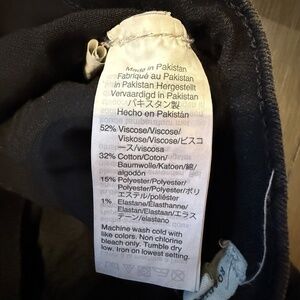 Made in Pakistan
Fabriqué au Pakistan
In Pakistan Hergestellt
Vervaardigd in Pakistan
パキスタン製
Hecho en Pakistán
52% Viscose/Viscose/
Viskose/Viscose/ビスコ
ース/viscosa
32% Cotton/Coton/
Baumwolle/Katoen/綿/
algodón
15% Polyester/Polyester/
Polyester/Polyester/ポリ
エステル/poliéster
1% Elastane/Élasthanne/
Elastan/Elastaan/エラス
テーン/elastano
Machine wash cold with
like colors. Non chlorine
bleach only. Tumble dry
low. Iron on lowest setting.